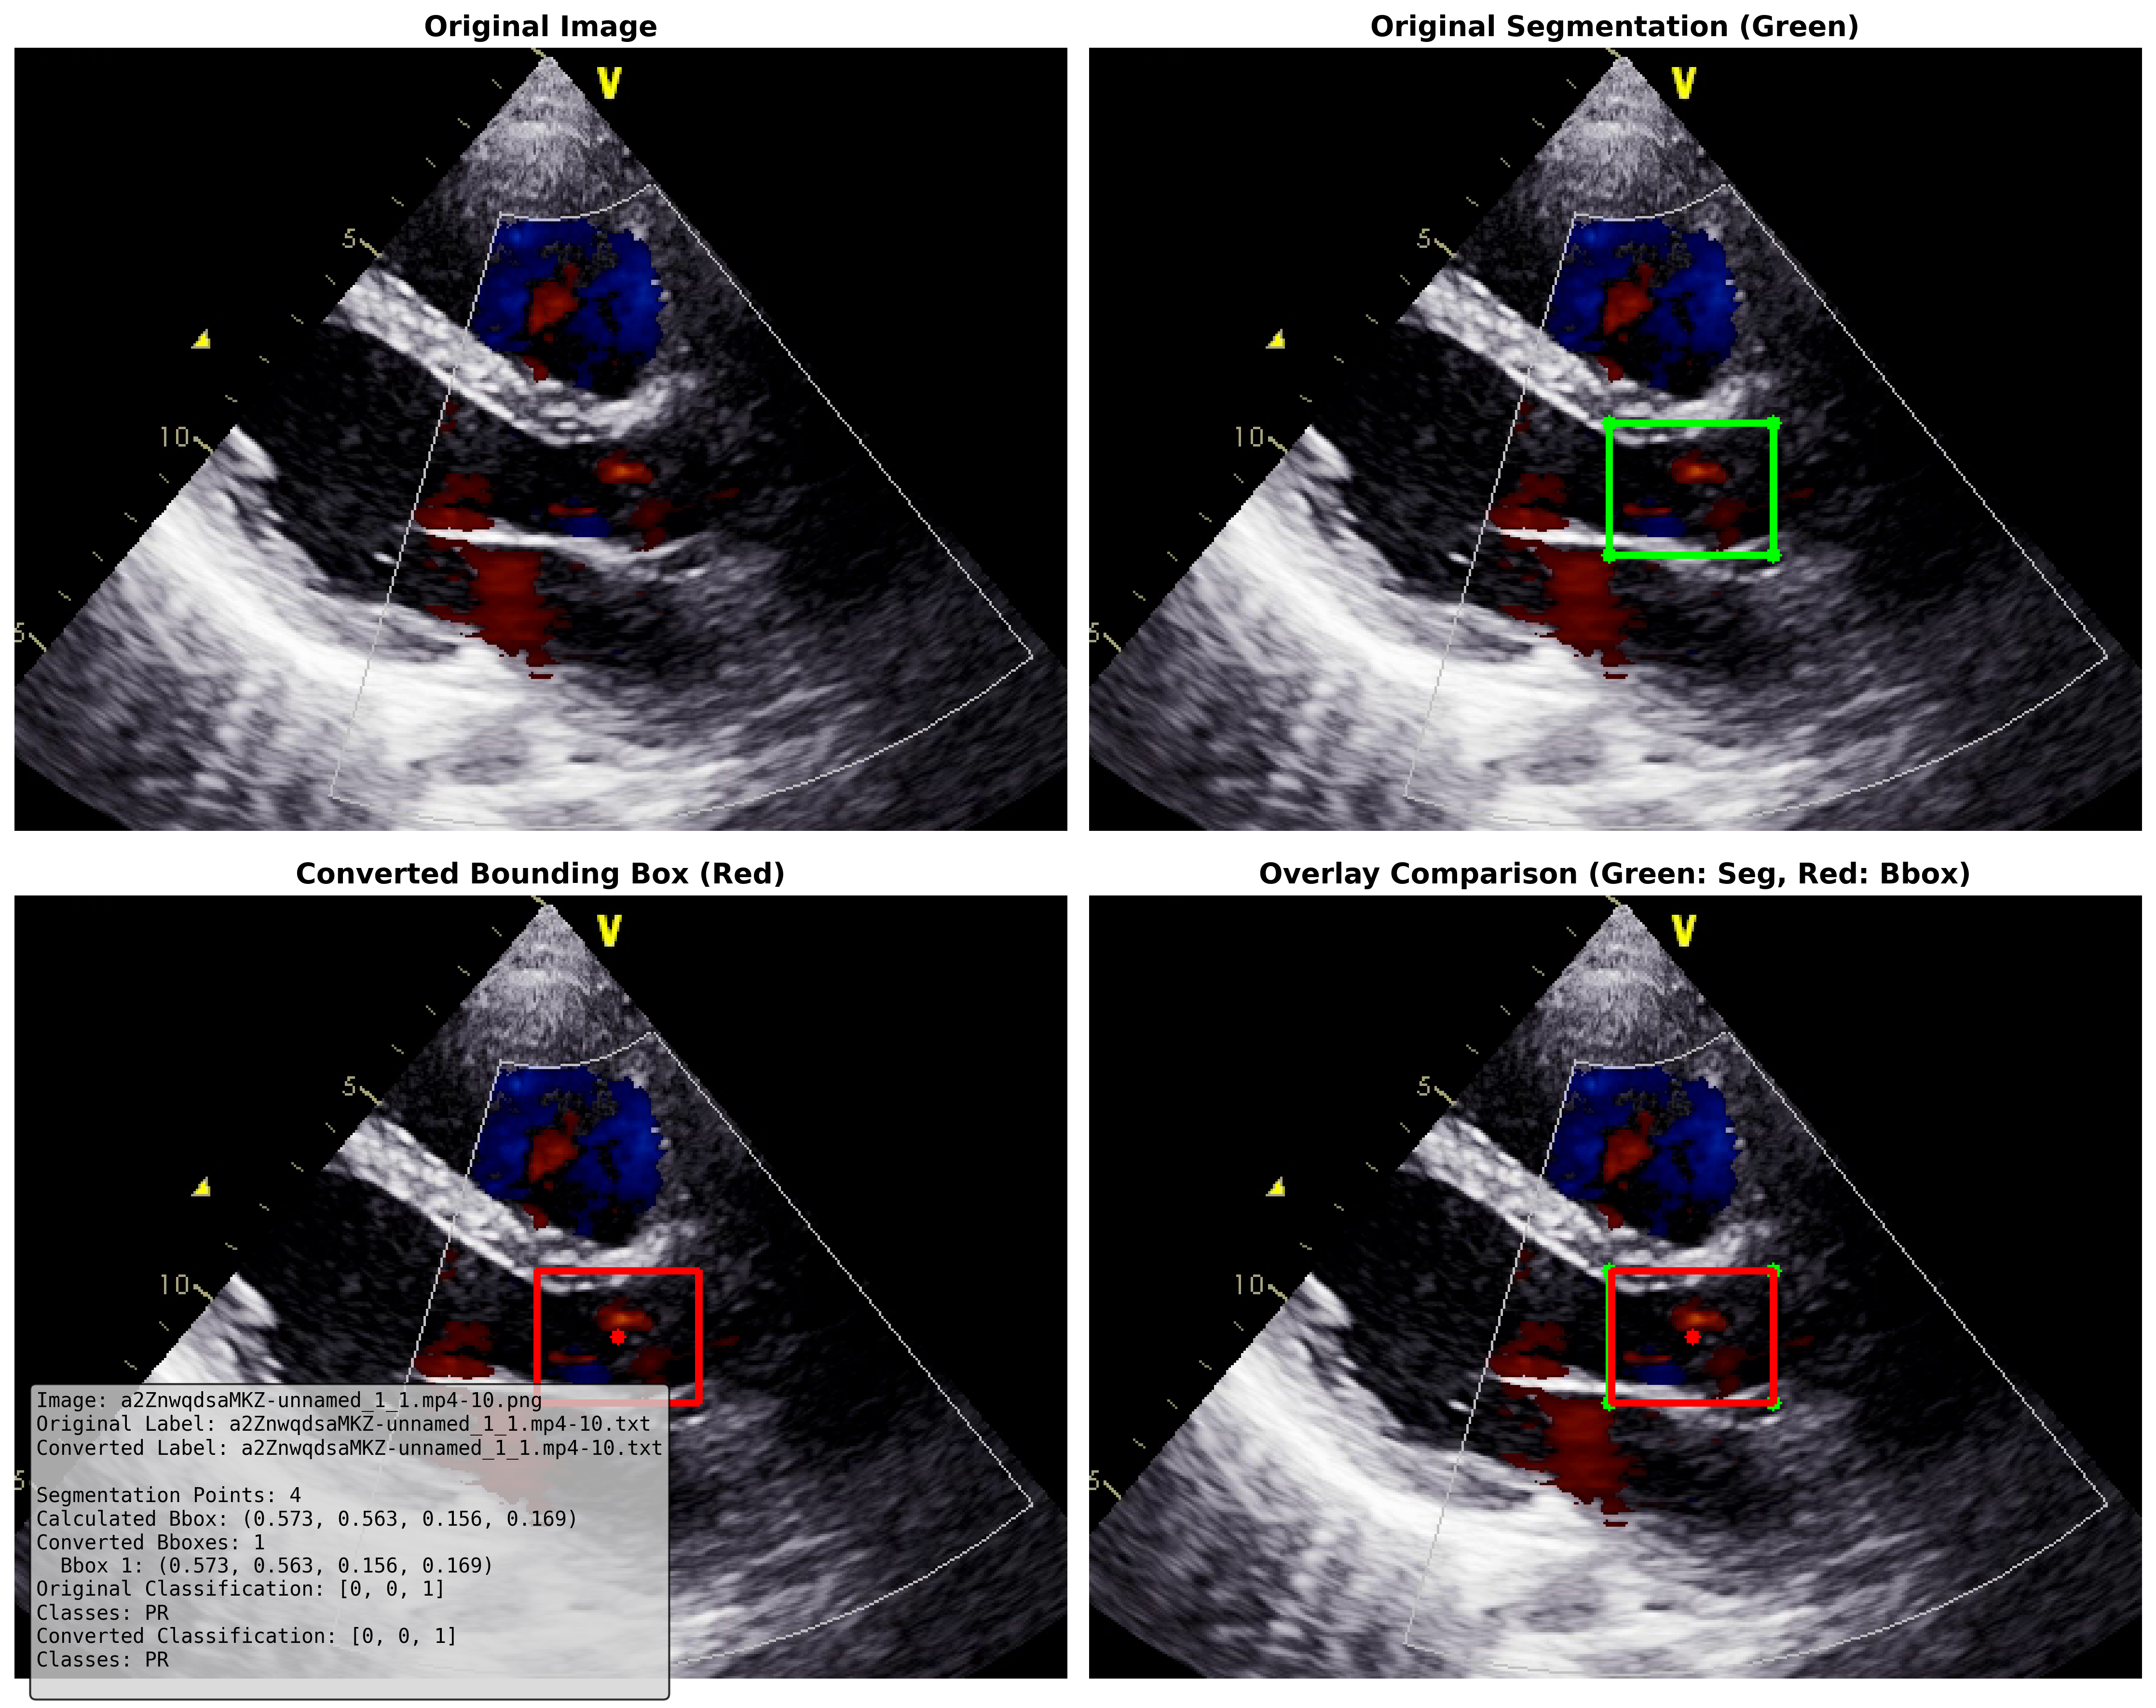 Original Image
Original Segmentation (Green)
V
5
10
5
V
5
10
5
Converted Bounding Box (Red)
Overlay Comparison (Green: Seg, Red: Bbox)
V
5
10
5
V
5
10
5
Image: a2ZnwqdsaMKZ-unnamed_1_1.mp4-10.png
Original Label: a2ZnwqdsaMKZ-unnamed_1_1.mp4-10.txt
Converted Label: a2ZnwqdsaMKZ-unnamed_1_1.mp4-10.txt
Segmentation Points: 4
Calculated Bbox: (0.573, 0.563, 0.156, 0.169)
Converted Bboxes: 1
Bbox 1: (0.573, 0.563, 0.156, 0.169)
Original Classification: [0, 0, 1]
Classes: PR
Converted Classification: [0, 0, 1]
Classes: PR